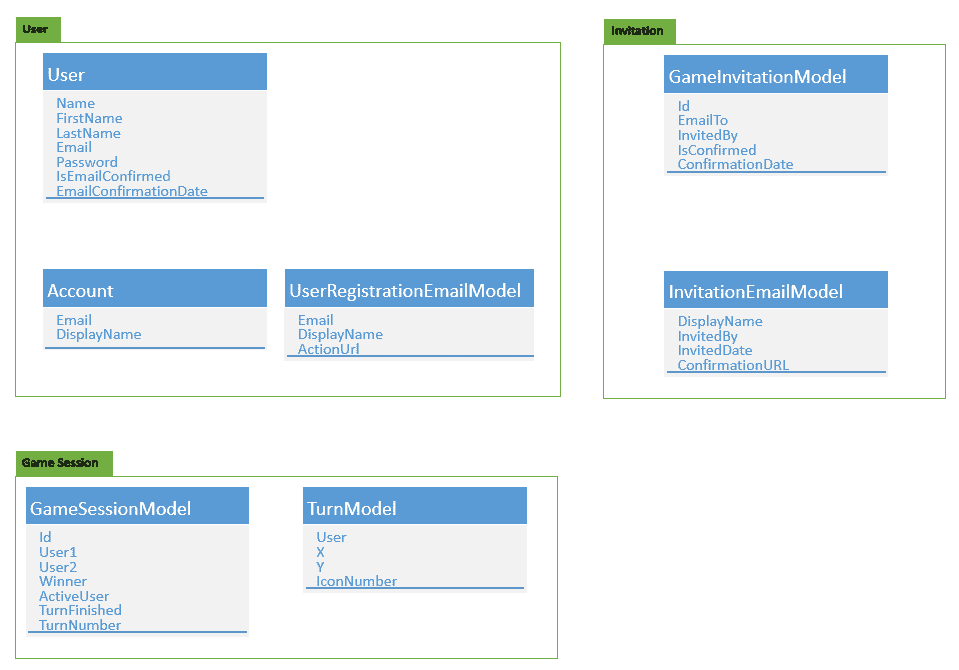 User
User
Name
FirstName
LastName
Email
Password
IsEmailConfirmed
EmailConfirmationDate
Account
Email
DisplayName
UserRegistrationEmailModel
Email
DisplayName
ActionUrl
Invitation
GameInvitationModel
Id
EmailTo
InvitedBy
IsConfirmed
ConfirmationDate
InvitationEmailModel
DisplayName
InvitedBy
InvitedDate
ConfirmationURL
Game Session
GameSessionModel
Id
User1
User2
Winner
ActiveUser
TurnFinished
TurnNumber
TurnModel
User
X
Y
IconNumber